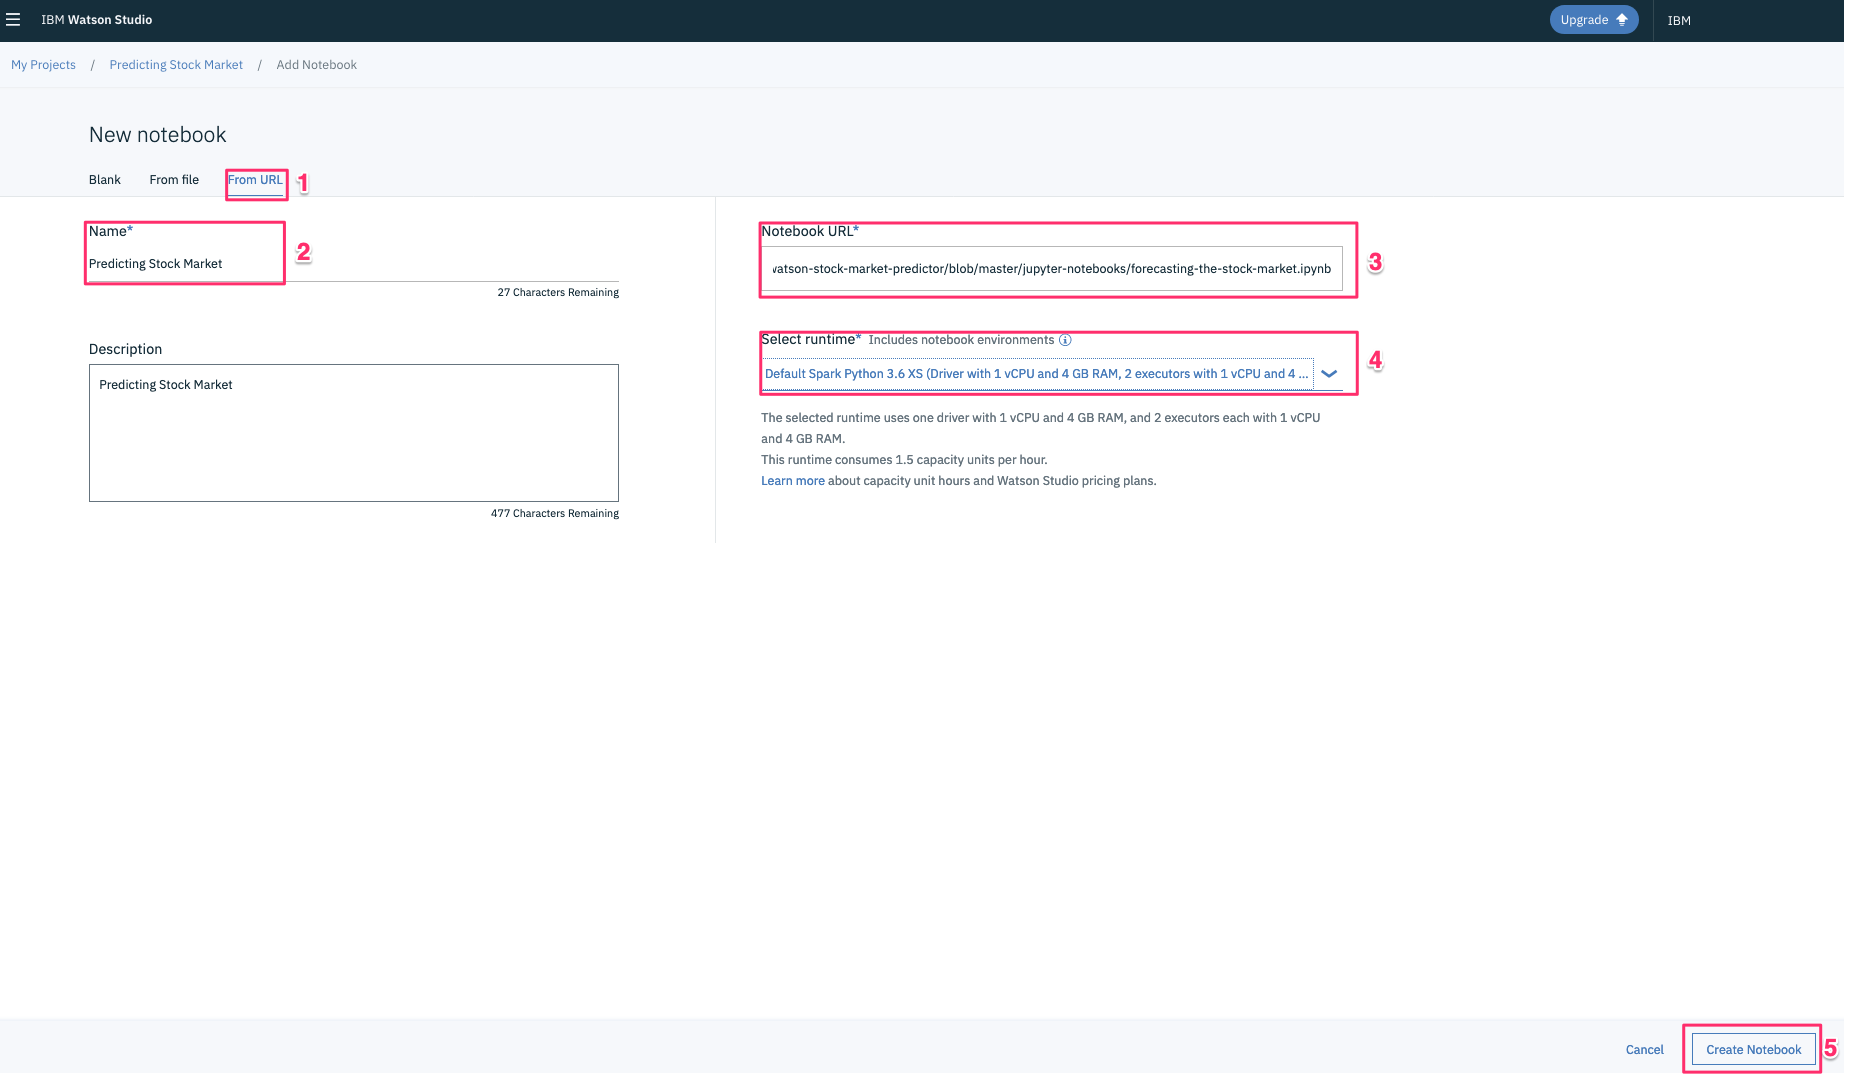 IBM Watson Studio
Upgrade
IBM
My Projects / Predicting Stock Market / Add Notebook
New notebook
Blank From file From URL 1
Name*
Predicting Stock Market
2
27 Characters Remaining
Description
Predicting Stock Market
477 Characters Remaining
Notebook URL*
watson-stock-market-predictor/blob/master/jupyter-notebooks/forecasting-the-stock-market.ipynb
3
Select runtime* Includes notebook environments
Default Spark Python 3.6 XS (Driver with 1 vCPU and 4 GB RAM, 2 executors with 1 vCPU and 4 ...
4
The selected runtime uses one driver with 1 vCPU and 4 GB RAM, and 2 executors each with 1 vCPU
and 4 GB RAM.
This runtime consumes 1.5 capacity units per hour.
Learn more about capacity unit hours and Watson Studio pricing plans.
Cancel Create Notebook 5